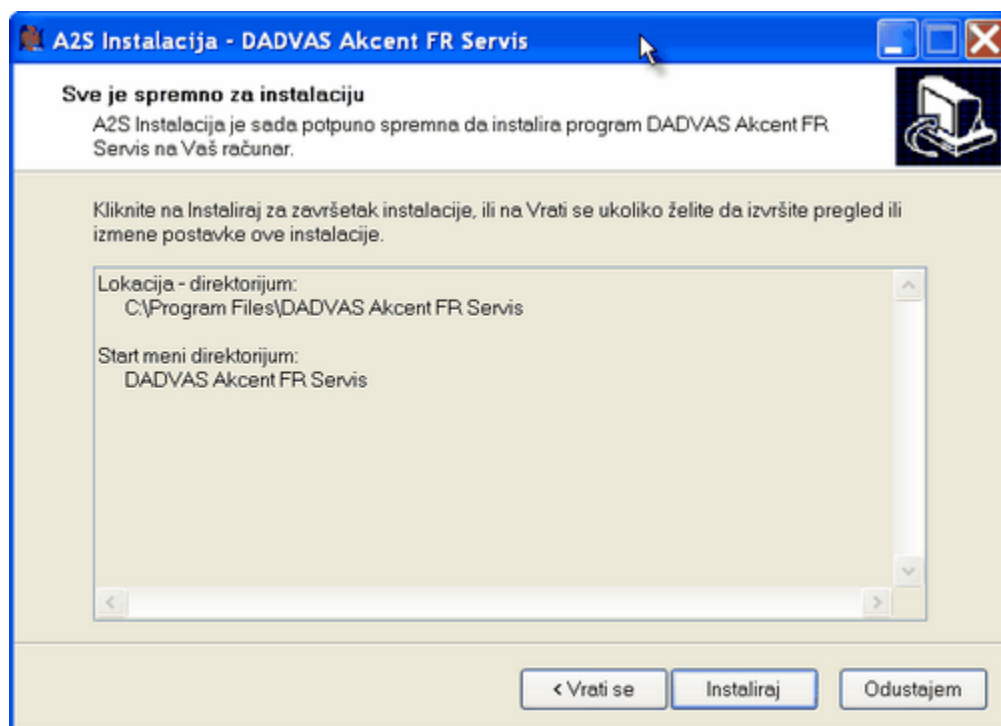 A2S Instalacija - DADVAS Akcent FR Servis
Sve je spremno za instalaciju
A2S Instalacija je sada potpuno spremna da instalira program DADVAS Akcent FR
Servis na Vaš računar.
Kliknite na Instaliraj za završetak instalacije, ili na Vrati se ukoliko želite da izvršite pregled ili
izmene postavke ove instalacije.
Lokacija - direktorijum:
C:\Program Files\DADVAS Akcent FR Servis
Start meni direktorijum:
DADVAS Akcent FR Servis
< Vrati se
Instaliraj
Odustajem